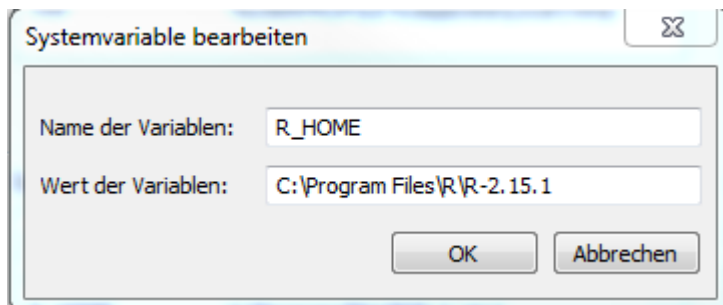 Systemvariable bearbeiten
Name der Variablen: R_HOME
Wert der Variablen: C:\Program Files\R\R-2.15.1
OK Abbrechen